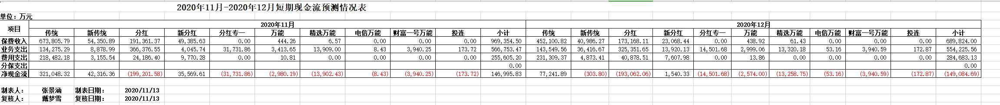 2020年11月-2020年12月短期现金流预测情况表
单位：万元
项目 2020年11月 2020年12月
传统 新传统 分红 新分红 分红专一 万能 精选万能 电信万能 财富一号万能 投连 小计 传统 新传统 分红 新分红 分红专一 万能 精选万能 电信万能 财富一号万能 投连 小计
保费收入 673,805.79 54,350.89 191,361.37 49,385.63 0.00 444.26 6.57 0.00 0.00 0.00 969,354.50 452,100.82 40,986.27 173,168.11 23,068.44 0.00 438.92 61.43 0.00 0.00 0.00 689,824.00
业务支出 134,275.29 8,878.99 366,376.55 4,045.74 31,731.86 3,413.65 13,909.00 8.43 3,940.25 173.72 566,753.47 143,549.56 36,416.67 325,351.65 13,920.13 14,501.68 2,999.06 13,320.18 53.16 3,940.59 172.87 554,225.56
费用支出 218,482.18 3,155.54 24,186.40 9,770.28 0.00 10.81 0.00 0.00 0.00 0.00 255,605.20 231,309.37 4,873.41 40,878.51 7,607.98 0.00 13.86 0.00 0.00 0.00 0.00 284,683.13
分保支出 0.00 0.00
净现金流 321,048.32 42,316.36 (199,201.58) 35,569.61 (31,731.86) (2,980.19) (13,902.43) (8.43) (3,940.25) (173.72) 146,995.83 77,241.89 (303.80) (193,062.06) 1,540.33 (14,501.68) (2,574.00) (13,258.75) (53.16) (3,940.59) (172.87) (149,084.69)
制表人： 张景涵 制表日期： 2020/11/13
复核人： 戴梦雪 复核日期： 2020/11/13